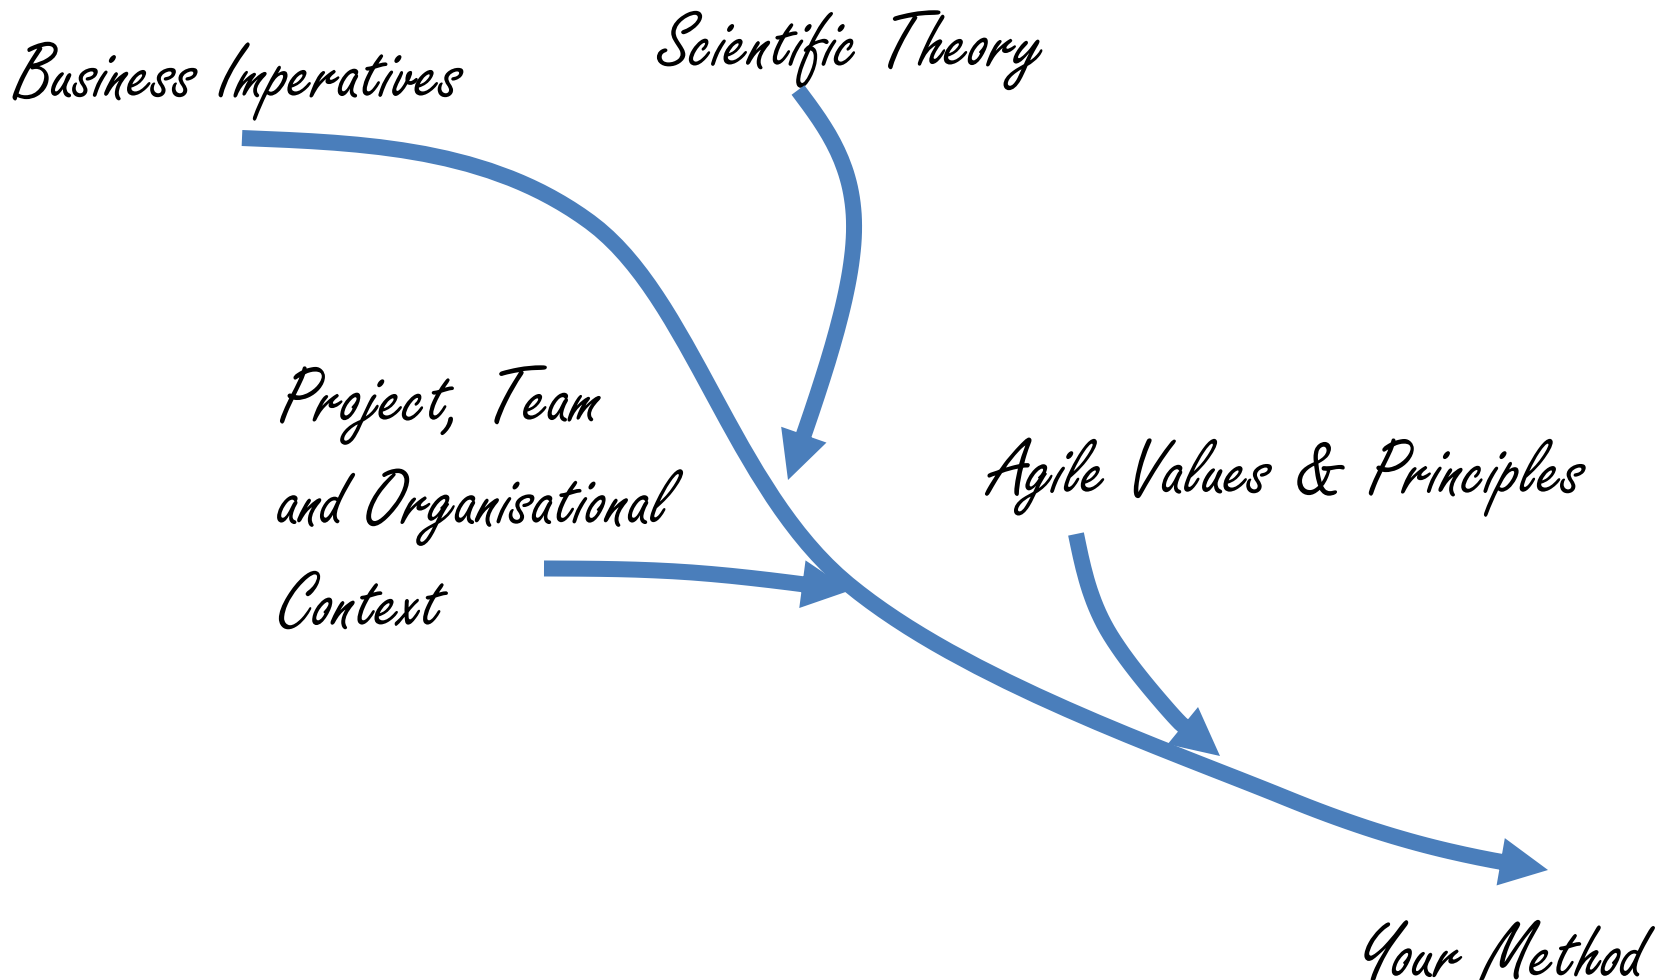 Business Imperatives
Scientific Theory
Project, Team
and Organisational
Context
Agile Values & Principles
Your Method